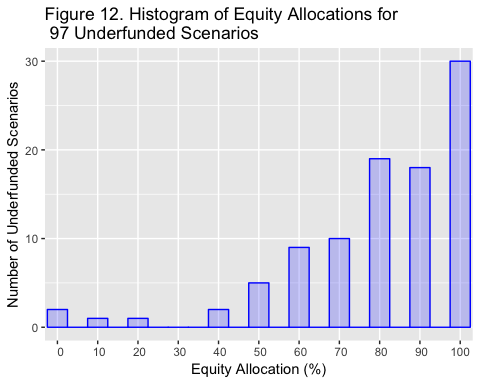 Figure 12. Histogram of Equity Allocations for
97 Underfunded Scenarios
Number of Underfunded Scenarios
30
20
10
0
0 10 20 30 40 50 60 70 80 90 100
Equity Allocation (%)